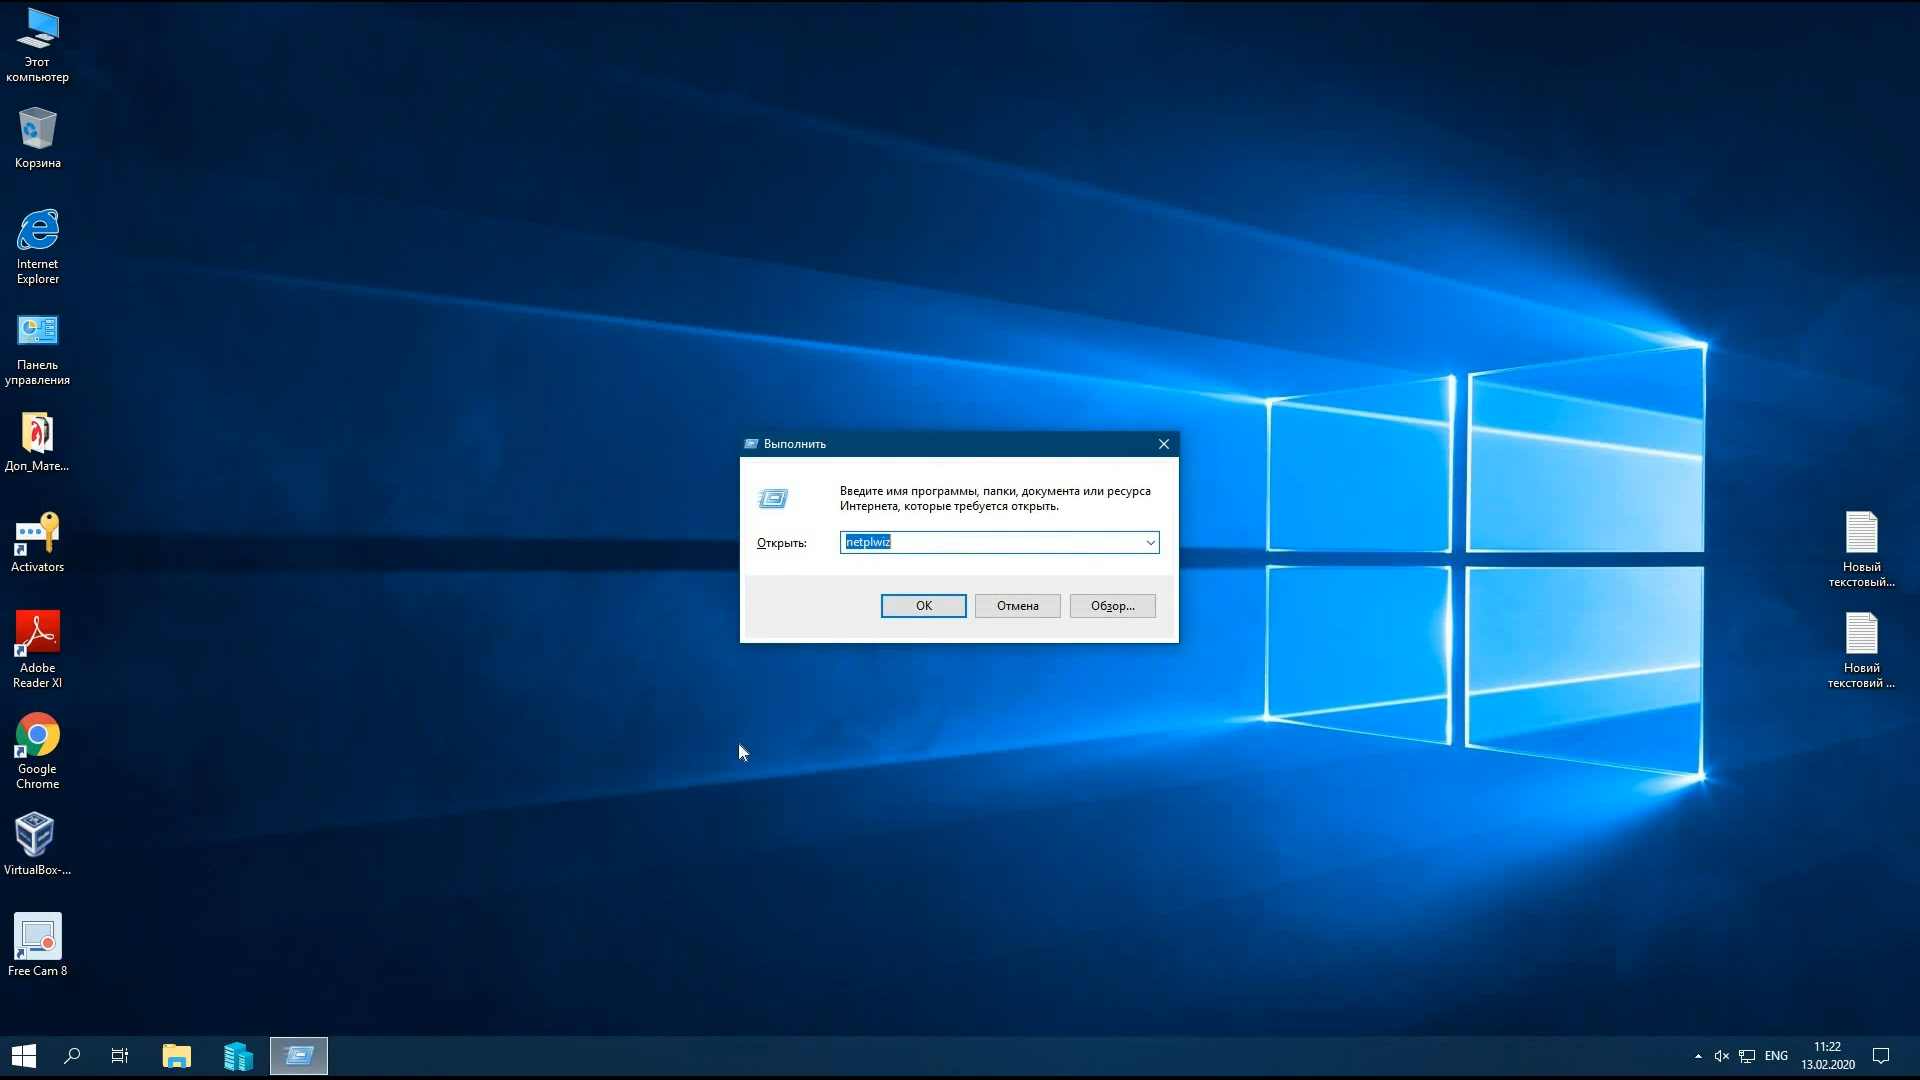 Этот
компьютер
Корзина
Internet
Explorer
Панель
управления
Доп_Мате...
Activators
Adobe
Reader XI
Google
Chrome
VirtualBox-...
Free Cam 8
Выполнить
Введите имя программы, папки, документа или ресурса
Интернета, которые требуется открыть.
Открыть:
netplwiz
ОК
Отмена
Обзор...
Новый
текстовый...
Новий
текстовий ...
ENG
11:22
13.02.2020